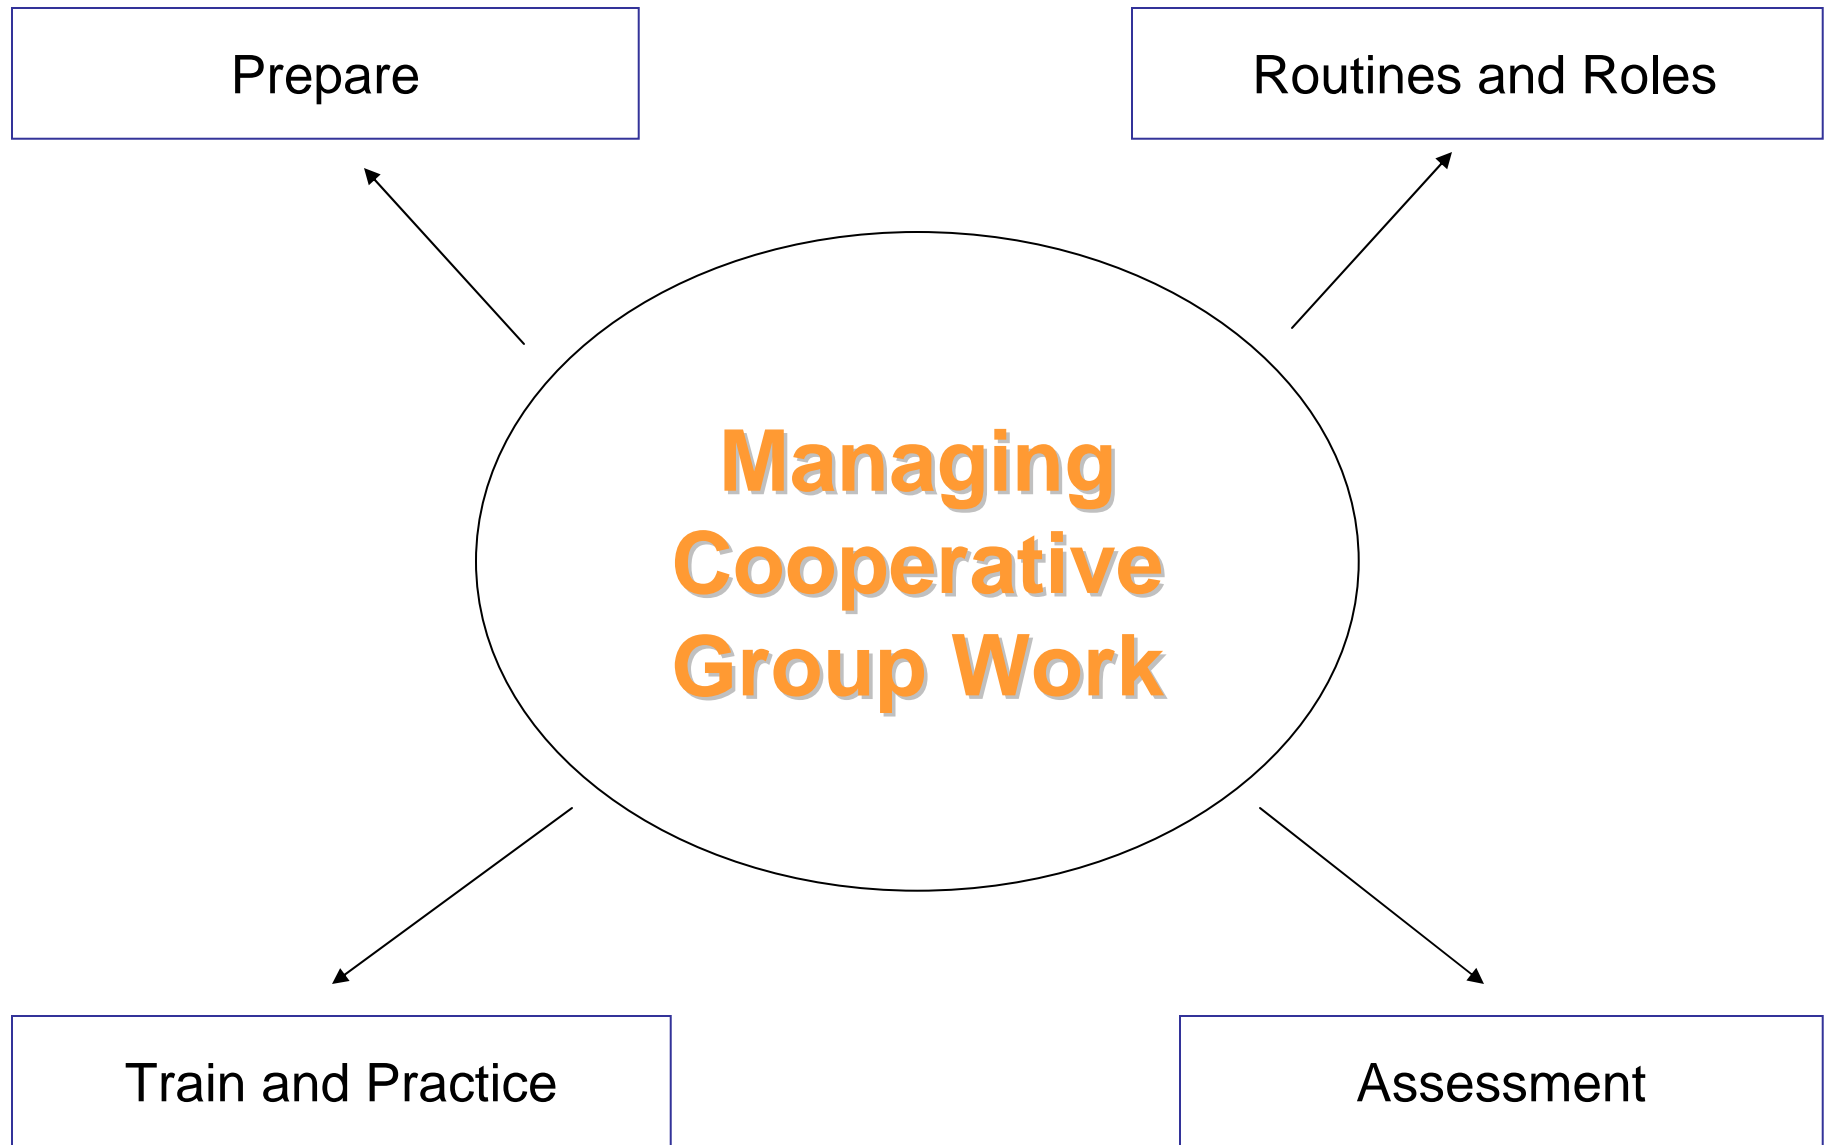 Prepare
Routines and Roles
Managing
Cooperative
Group Work
Train and Practice
Assessment